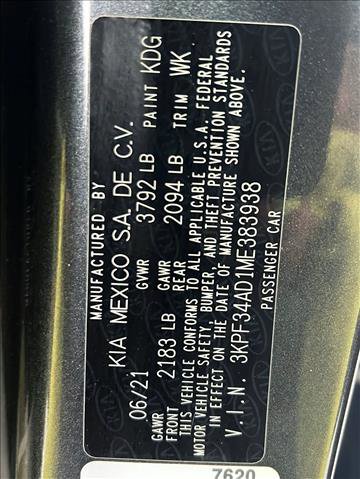 MANUFACTURED BY
KIA MEXICO S.A. DE C.V.
06/21 GVWR 3792 LB PAINT KDG
GAWR FRONT 2183 LB GAWR REAR 2094 LB TRIM WK
THIS VEHICLE CONFORMS TO ALL APPLICABLE U.S.A. FEDERAL
MOTOR VEHICLE SAFETY, BUMPER, AND THEFT PREVENTION STANDARDS
IN EFFECT ON THE DATE OF MANUFACTURE SHOWN ABOVE.
V.I.N. 3KPF34AD1ME383938
PASSENGER CAR
7620